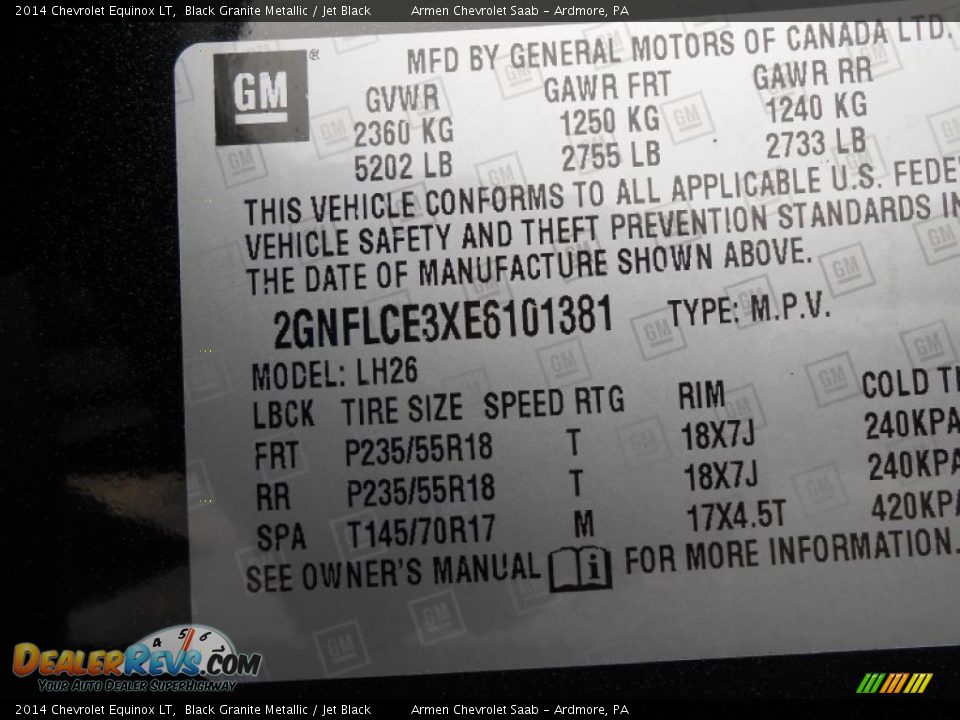 2014 Chevrolet Equinox LT, Black Granite Metallic / Jet Black Armen Chevrolet Saab - Ardmore, PA
GM ® MFD BY GENERAL MOTORS OF CANADA LTD.
GVWR GAWR FRT GAWR RR
2360 KG 1250 KG 1240 KG
5202 LB 2755 LB 2733 LB
THIS VEHICLE CONFORMS TO ALL APPLICABLE U.S. FEDE
VEHICLE SAFETY AND THEFT PREVENTION STANDARDS IN
THE DATE OF MANUFACTURE SHOWN ABOVE.
2GNFLCE3XE6101381 TYPE: M.P.V.
MODEL: LH26
LBCK TIRE SIZE SPEED RTG RIM COLD TI
FRT P235/55R18 T 18X7J 240KPA
RR P235/55R18 T 18X7J 240KPA
SPA T145/70R17 M 17X4.5T 420KPA
SEE OWNER'S MANUAL i FOR MORE INFORMATION.
4 5 6
DEALERREVS.COM
YOUR AUTO DEALER SUPERHIGHWAY
2014 Chevrolet Equinox LT, Black Granite Metallic / Jet Black Armen Chevrolet Saab - Ardmore, PA